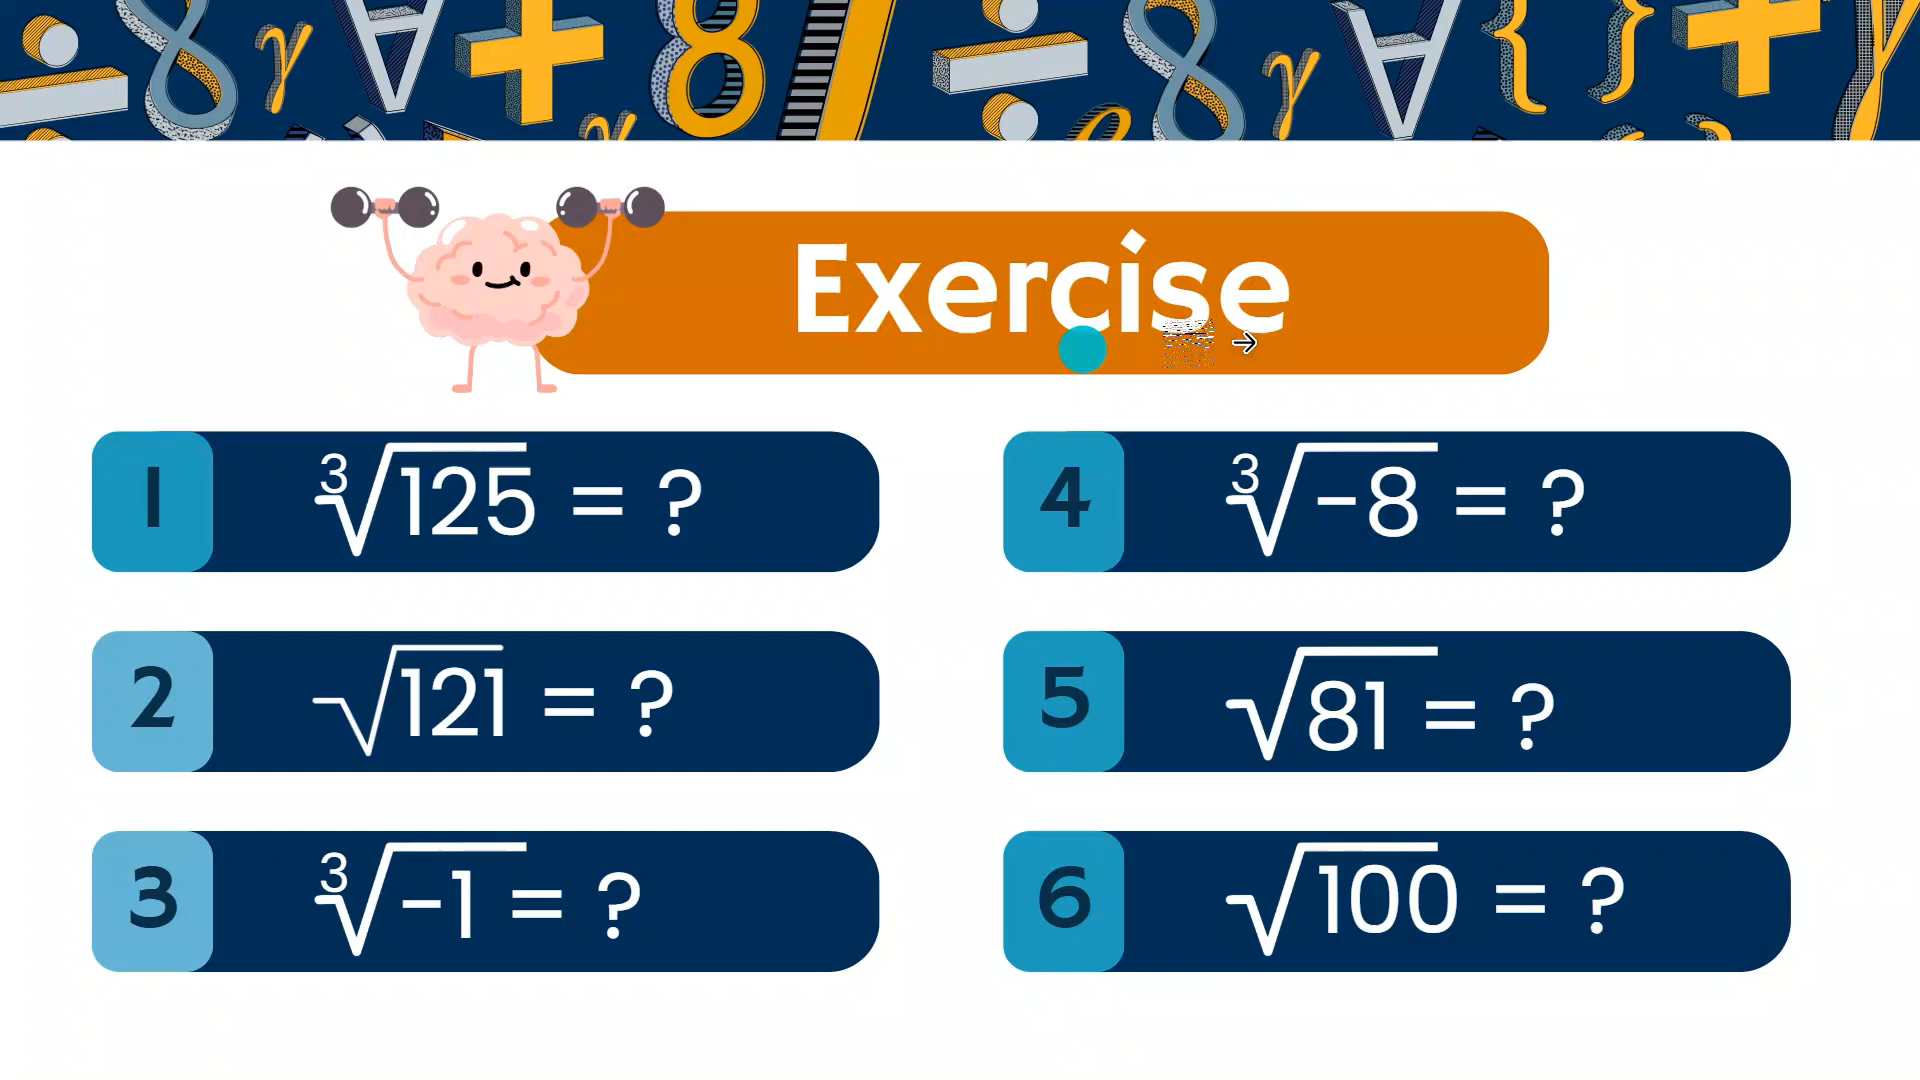 Exercise
1 ∛125 = ?
2 √121 = ?
3 ∛-1 = ?
4 ∛-8 = ?
5 √81 = ?
6 √100 = ?